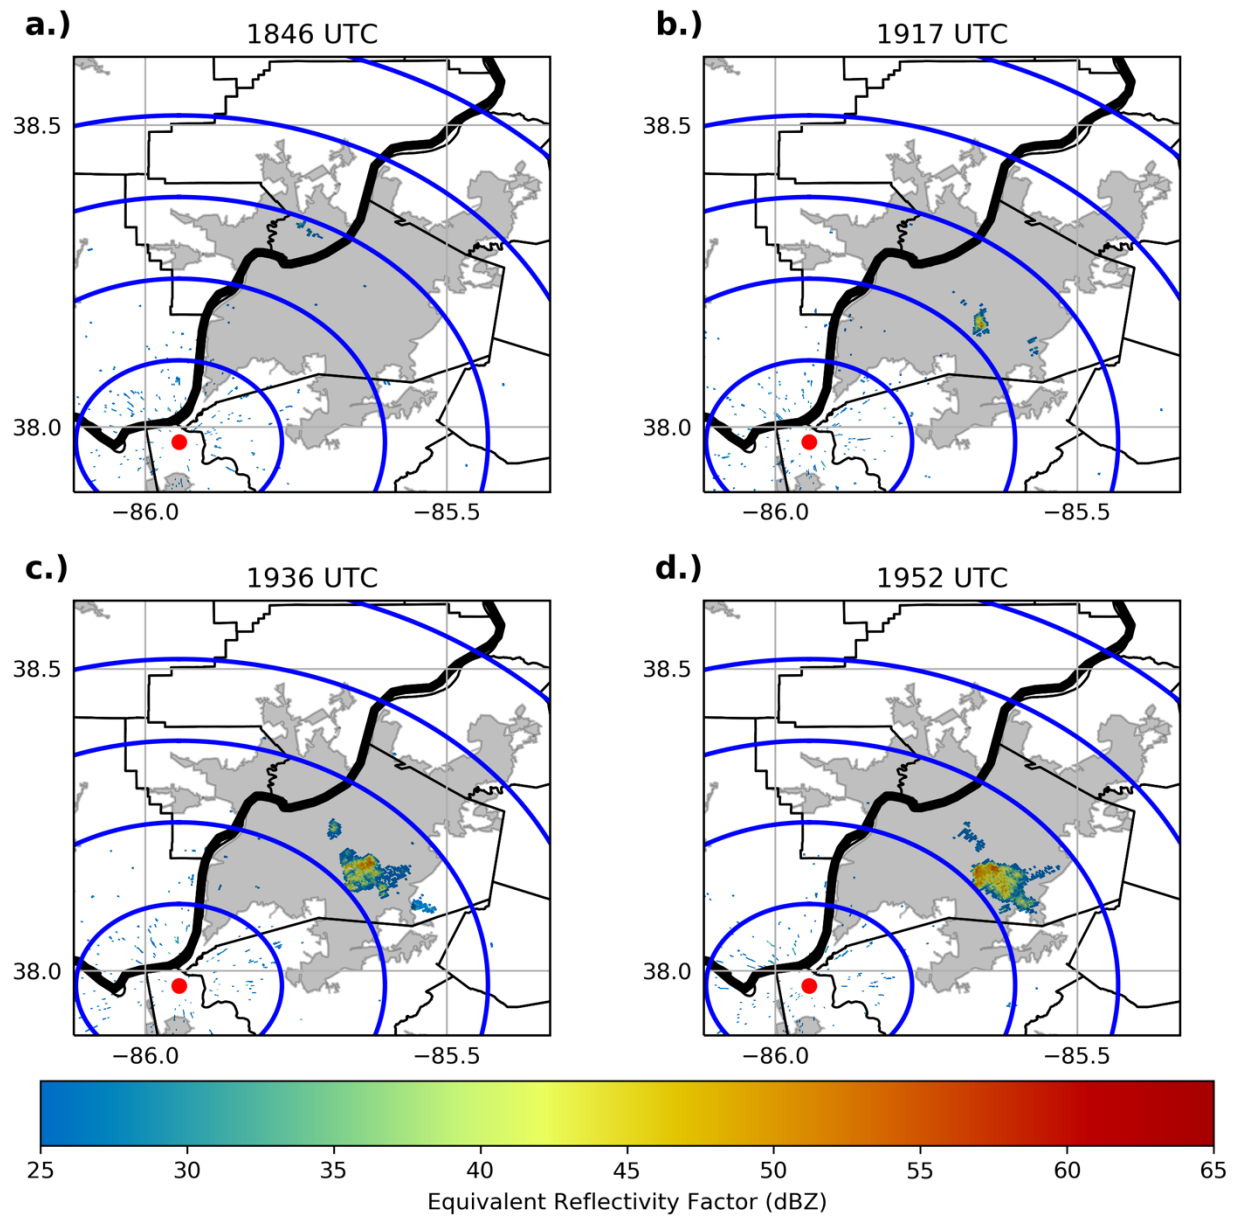 a.)
1846 UTC
b.)
1917 UTC
38.5
38.0
−86.0
−85.5
38.5
38.0
−86.0
−85.5
c.)
1936 UTC
d.)
1952 UTC
38.5
38.0
−86.0
−85.5
38.5
38.0
−86.0
−85.5
25 30 35 40 45 50 55 60 65
Equivalent Reflectivity Factor (dBZ)